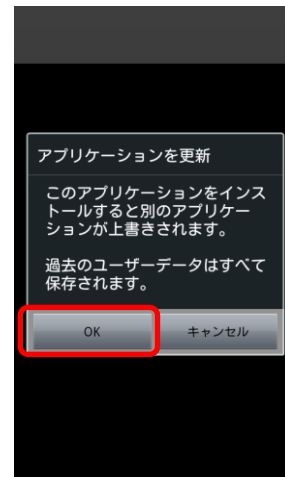 アプリケーションを更新
このアプリケーションをインス
トールすると別のアプリケー
ションが上書きされます。
過去のユーザーデータはすべて
保存されます。
OK
キャンセル